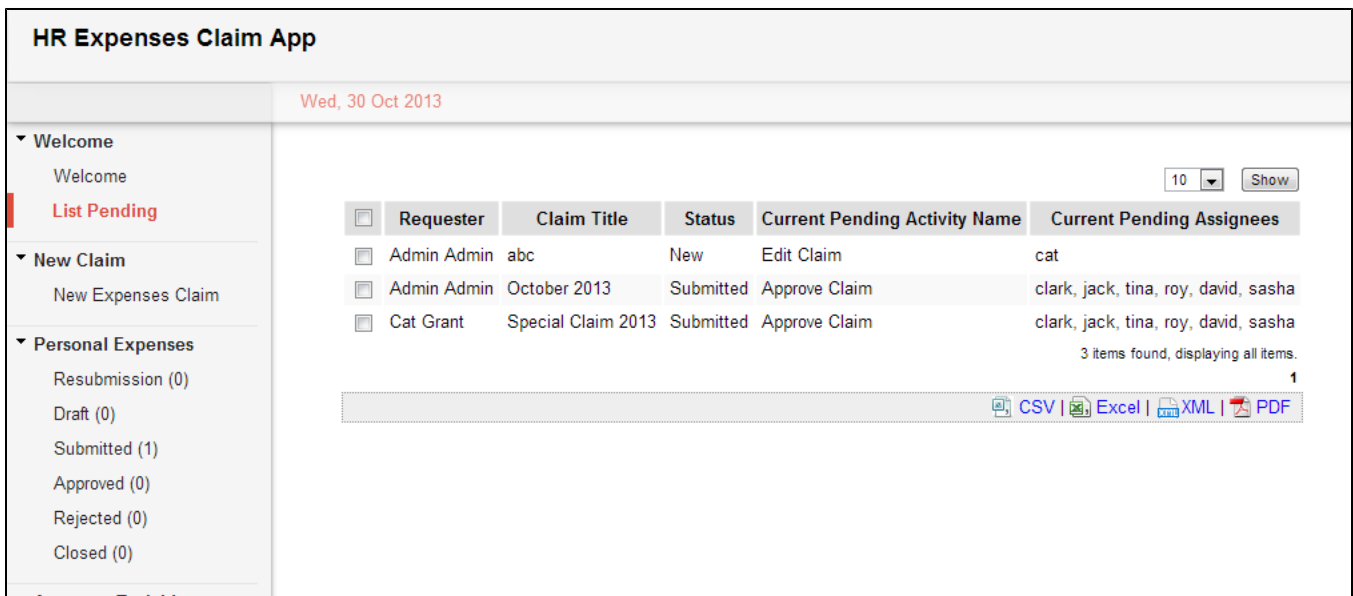 HR Expenses Claim App
Wed, 30 Oct 2013
Welcome
Welcome
List Pending
New Claim
New Expenses Claim
Personal Expenses
Resubmission (0)
Draft (0)
Submitted (1)
Approved (0)
Rejected (0)
Closed (0)
10 Show
Requester Claim Title Status Current Pending Activity Name Current Pending Assignees
Admin Admin abc New Edit Claim cat
Admin Admin October 2013 Submitted Approve Claim clark, jack, tina, roy, david, sasha
Cat Grant Special Claim 2013 Submitted Approve Claim clark, jack, tina, roy, david, sasha
3 items found, displaying all items.
1
CSV | Excel | XML | PDF